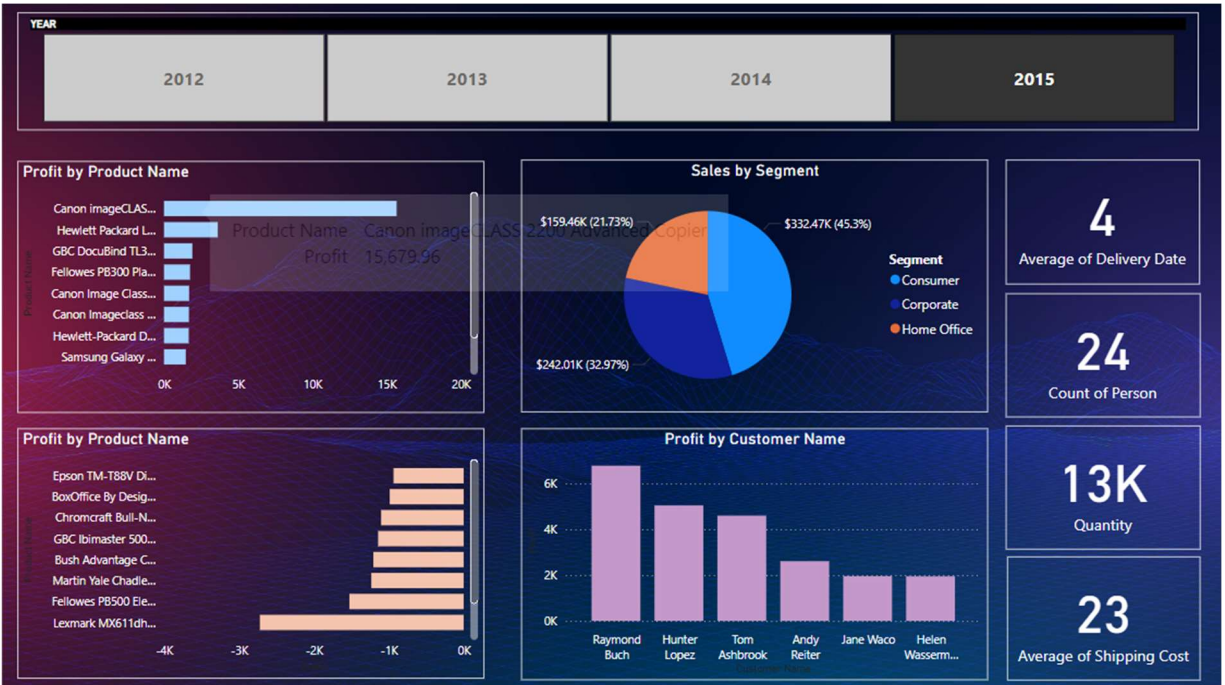 YEAR
2012
2013
2014
2015
Profit by Product Name
Product Name
Canon imageCLAS...
Hewlett Packard L...
GBC DocuBind TL3...
Fellowes PB300 Pla...
Canon Image Class...
Canon Imageclass ...
Hewlett-Packard D...
Samsung Galaxy ...
0K
5K
10K
15K
20K
Product Name Canon imageCLASS 2200 Advanced Copier
Profit 15,679.96
Sales by Segment
$159.46K (21.73%)
$332.47K (45.3%)
$242.01K (32.97%)
Segment
Consumer
Corporate
Home Office
4
Average of Delivery Date
24
Count of Person
13K
Quantity
23
Average of Shipping Cost
Profit by Product Name
Epson TM-T88V Di...
BoxOffice By Desig...
Chromcraft Bull-N...
GBC Ibimaster 500...
Bush Advantage C...
Martin Yale Chadle...
Fellowes PB500 Ele...
Lexmark MX611dh...
-4K
-3K
-2K
-1K
0K
Profit by Customer Name
6K
4K
2K
0K
Raymond
Buch
Hunter
Lopez
Tom
Ashbrook
Andy
Reiter
Jane Waco
Helen
Wasserm...
Customer Name